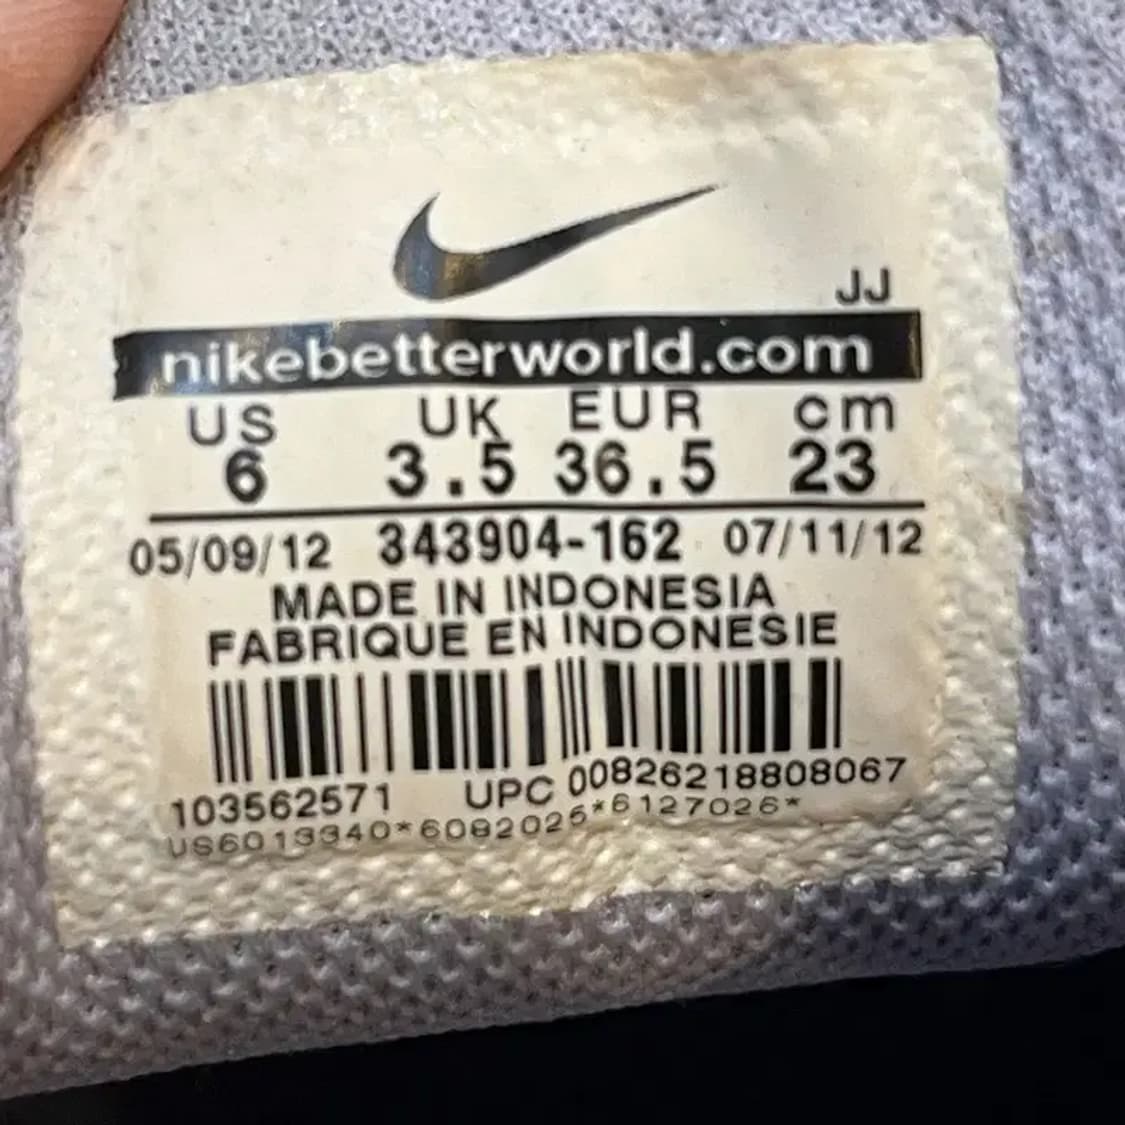 JJ
nikebetterworld.com
US UK EUR cm
6 3.5 36.5 23
05/09/12 343904-162 07/11/12
MADE IN INDONESIA
FABRIQUE EN INDONESIE
103562571 UPC 00826218808067
US6013340*6082025*6127026*